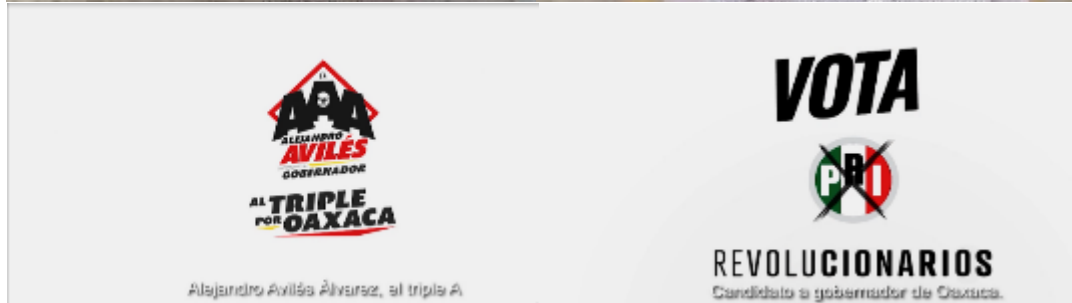 AAA
ALEJANDRO
AVILÉS
GOBERNADOR
AL TRIPLE
POR OAXACA
Alejandro Avilés Álvarez, el triple A
VOTA
PRI
REVOLUCIONARIOS
Candidato a gobernador de Oaxaca.